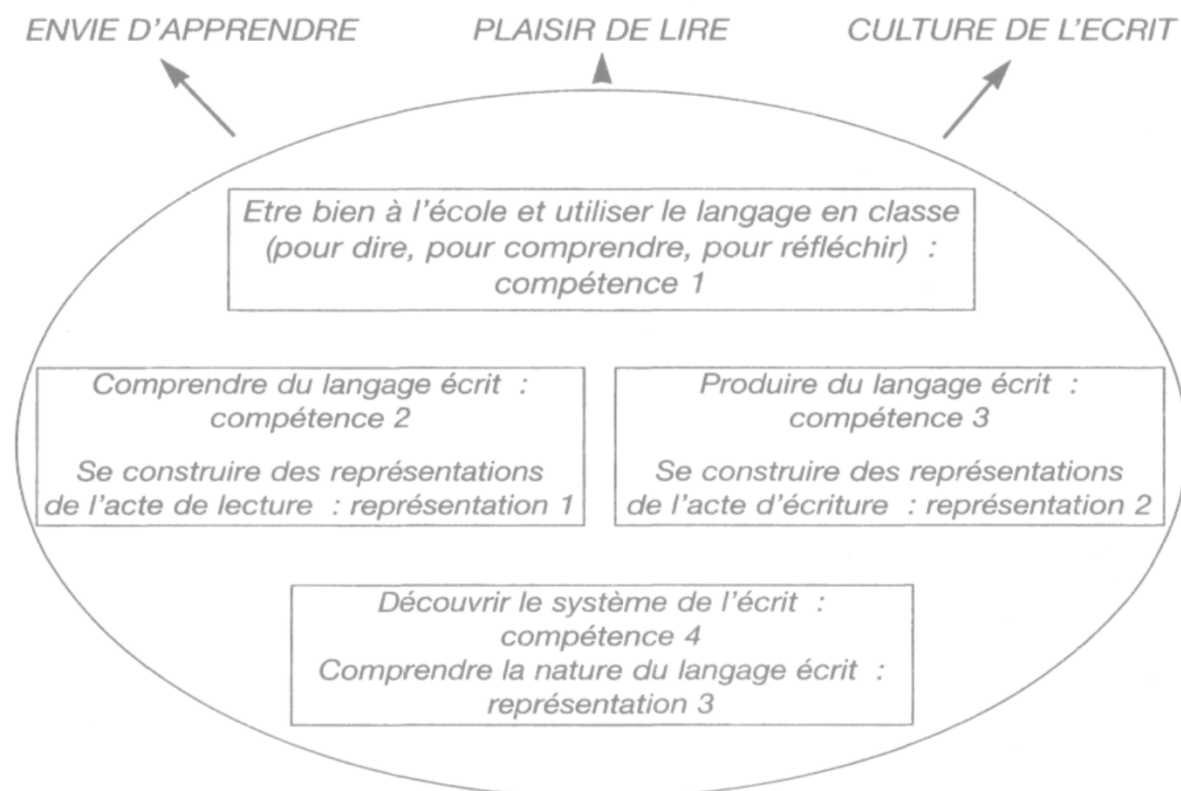 ENVIE D'APPRENDRE PLAISIR DE LIRE CULTURE DE L'ECRIT
Etre bien à l'école et utiliser le langage en classe
(pour dire, pour comprendre, pour réfléchir) :
compétence 1
Comprendre du langage écrit :
compétence 2
Se construire des représentations
de l'acte de lecture : représentation 1
Produire du langage écrit :
compétence 3
Se construire des représentations
de l'acte d'écriture : représentation 2
Découvrir le système de l'écrit :
compétence 4
Comprendre la nature du langage écrit :
représentation 3